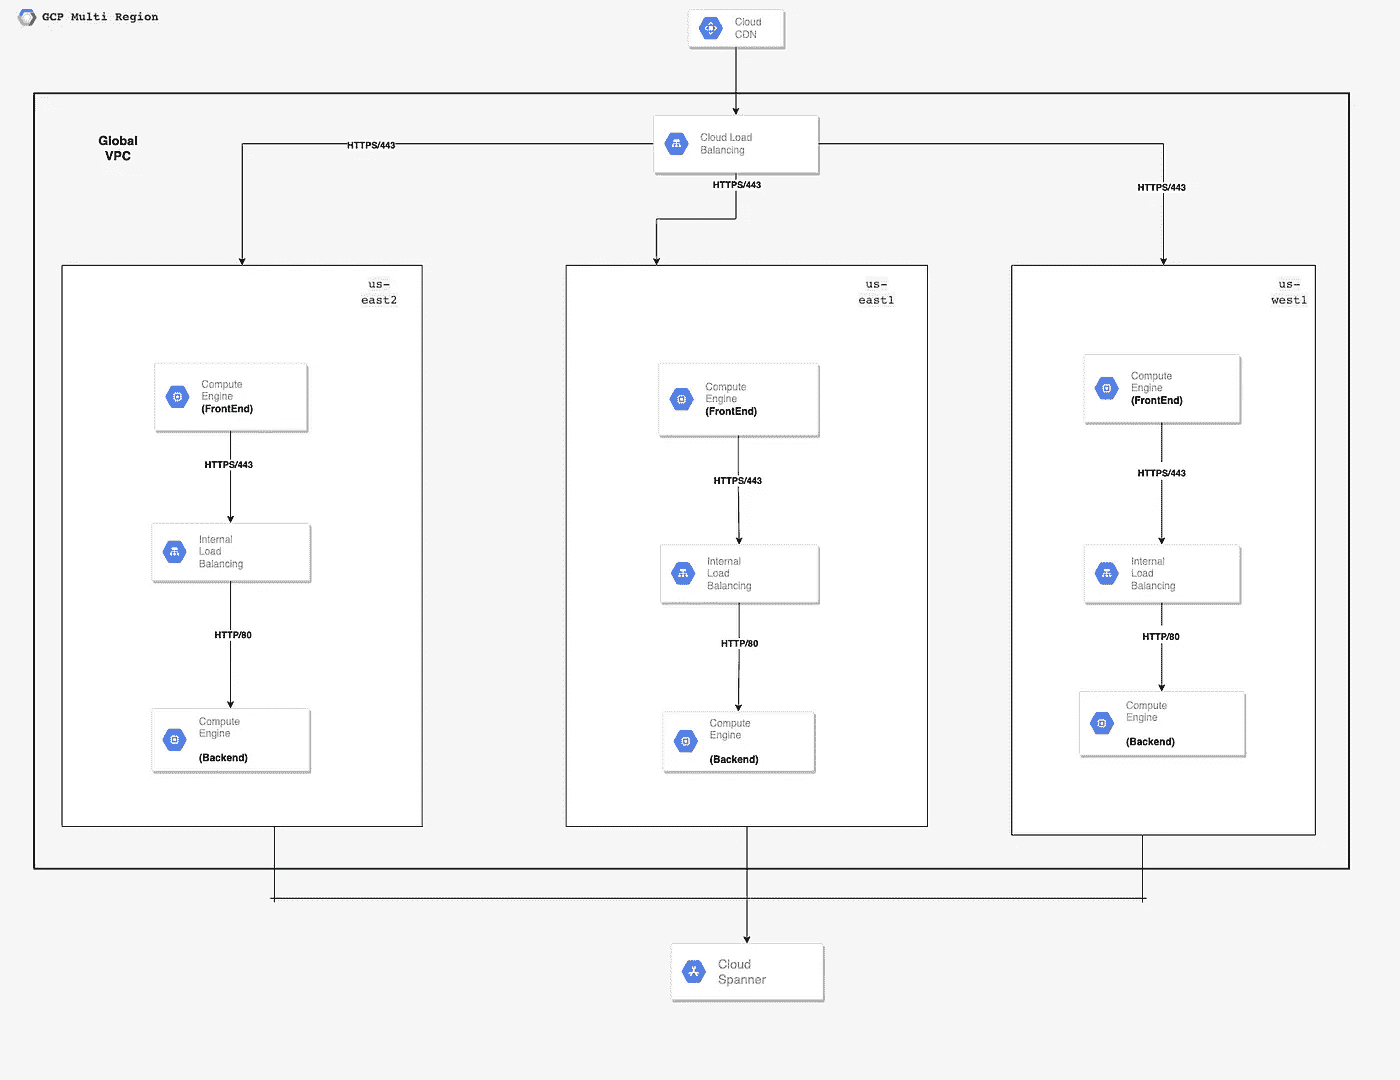 GCP Multi Region
Cloud
CDN
Global
VPC
Cloud Load
Balancing
HTTPS/443
HTTPS/443
HTTPS/443
us-
east2
Compute
Engine
(FrontEnd)
HTTPS/443
Internal
Load
Balancing
HTTP/80
Compute
Engine
(Backend)
us-
east1
Compute
Engine
(FrontEnd)
HTTPS/443
Internal
Load
Balancing
HTTP/80
Compute
Engine
(Backend)
us-
west1
Compute
Engine
(FrontEnd)
HTTPS/443
Internal
Load
Balancing
HTTP/80
Compute
Engine
(Backend)
Cloud
Spanner